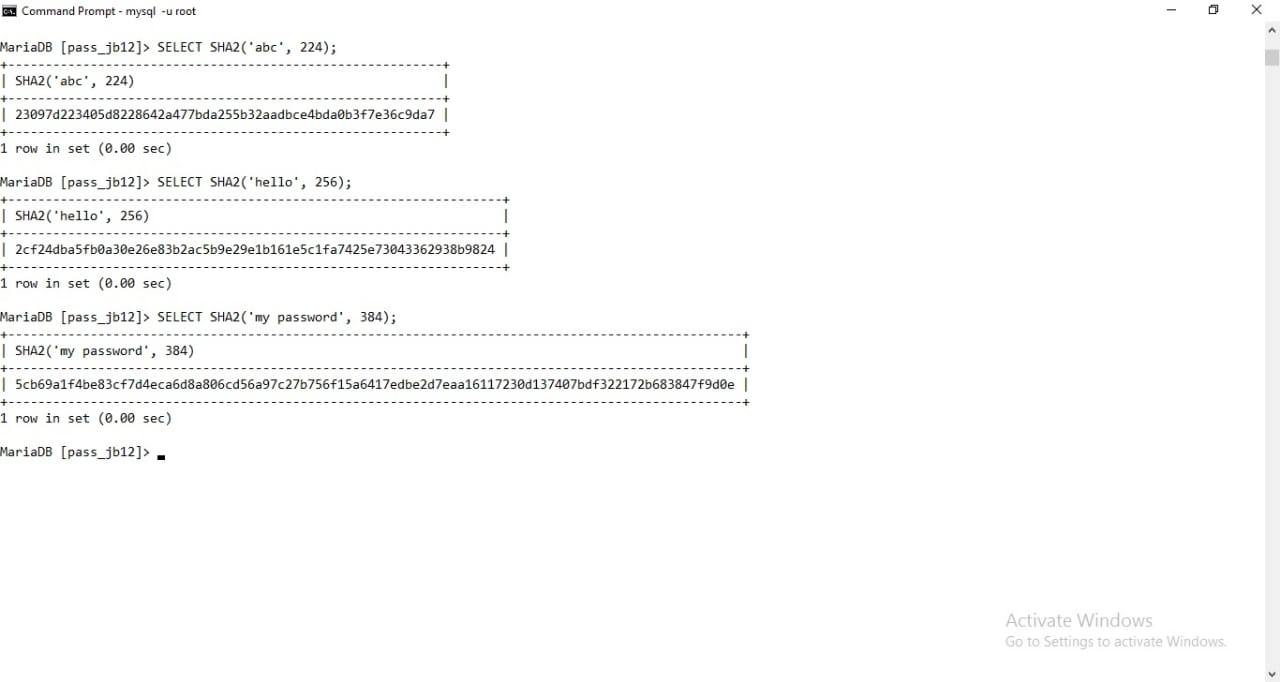 Command Prompt - mysql -u root
MariaDB [pass_jb12]> SELECT SHA2('abc', 224);
+----------------------------------------------------------+
| SHA2('abc', 224)                                         |
+----------------------------------------------------------+
| 23097d223405d8228642a477bda255b32aadbce4bda0b3f7e36c9da7 |
+----------------------------------------------------------+
1 row in set (0.00 sec)
MariaDB [pass_jb12]> SELECT SHA2('hello', 256);
+------------------------------------------------------------------+
| SHA2('hello', 256)                                               |
+------------------------------------------------------------------+
| 2cf24dba5fb0a30e26e83b2ac5b9e29e1b161e5c1fa7425e73043362938b9824 |
+------------------------------------------------------------------+
1 row in set (0.00 sec)
MariaDB [pass_jb12]> SELECT SHA2('my password', 384);
+--------------------------------------------------------------------------------------------------+
| SHA2('my password', 384)                                                                         |
+--------------------------------------------------------------------------------------------------+
| 5cb69a1f4be83cf7d4eca6d8a806cd56a97c27b756f15a6417edbe2d7eaa16117230d137407bdf322172b683847f9d0e |
+--------------------------------------------------------------------------------------------------+
1 row in set (0.00 sec)
MariaDB [pass_jb12]>
Activate Windows
Go to Settings to activate Windows.